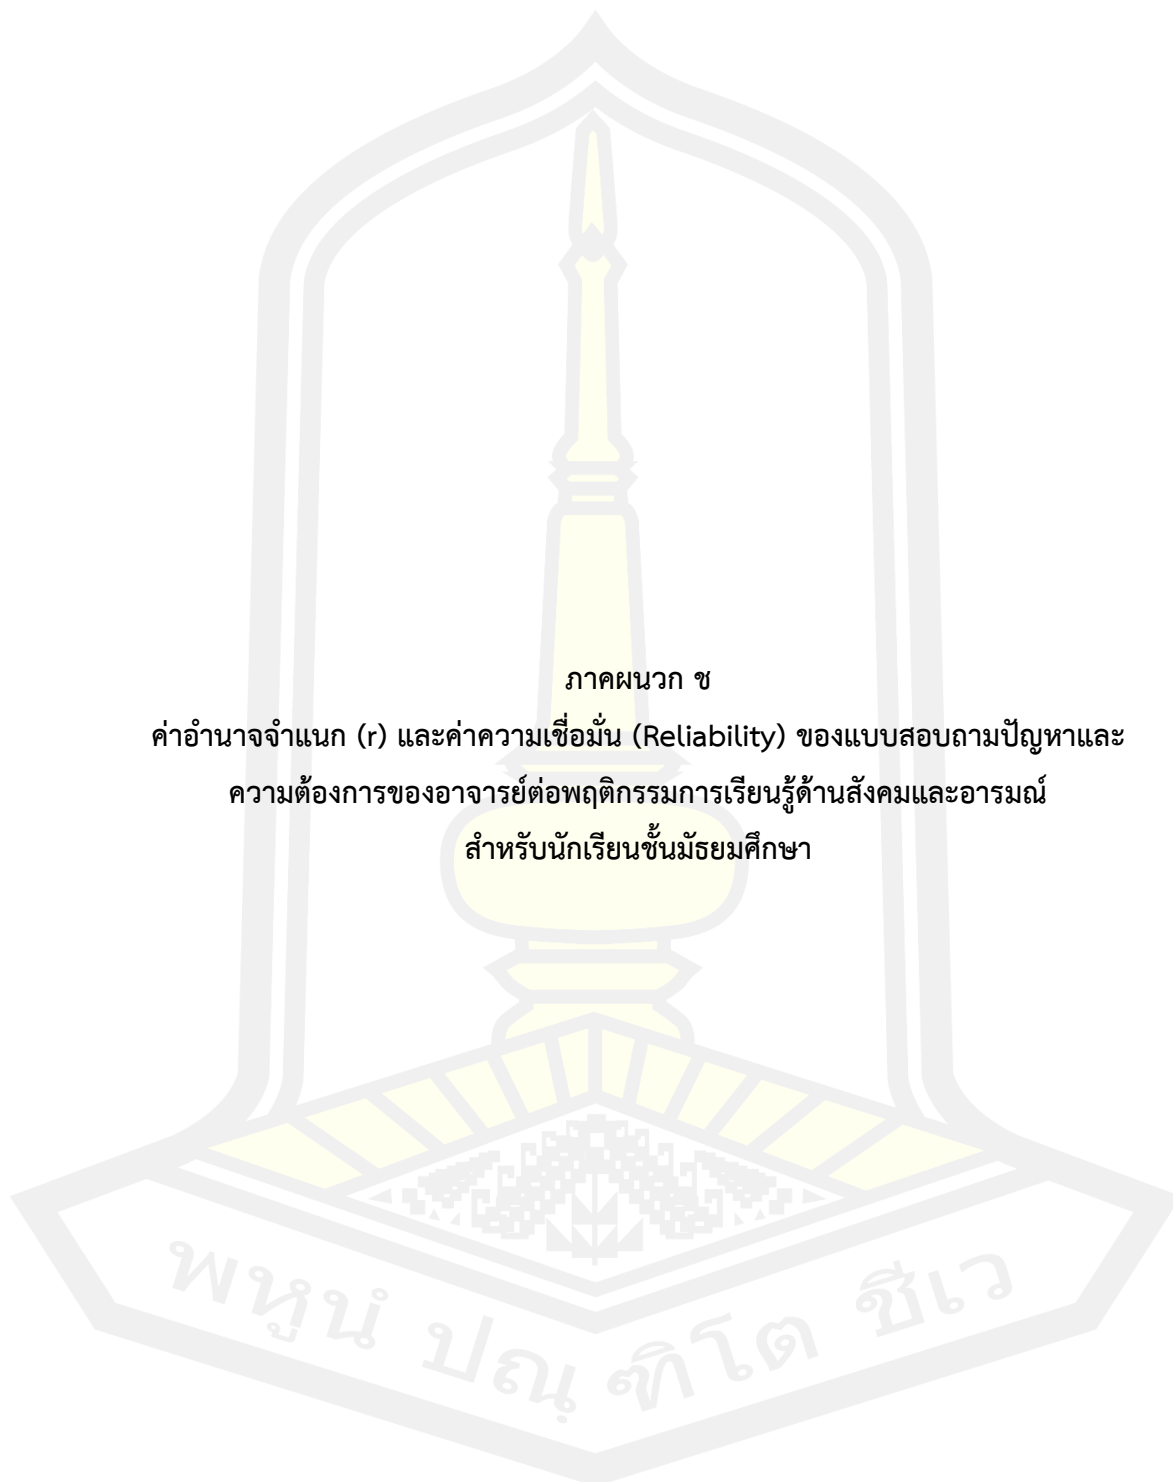 ภาคผนวก ช
ค่าอำนาจจำแนก (r) และค่าความเชื่อมั่น (Reliability) ของแบบสอบถามปัญหาและ
ความต้องการของอาจารย์ต่อพฤติกรรมการเรียนรู้ด้านสังคมและอารมณ์
สำหรับนักเรียนชั้นมัธยมศึกษา
พหูนํ ปณฺฑิโต ชีเว